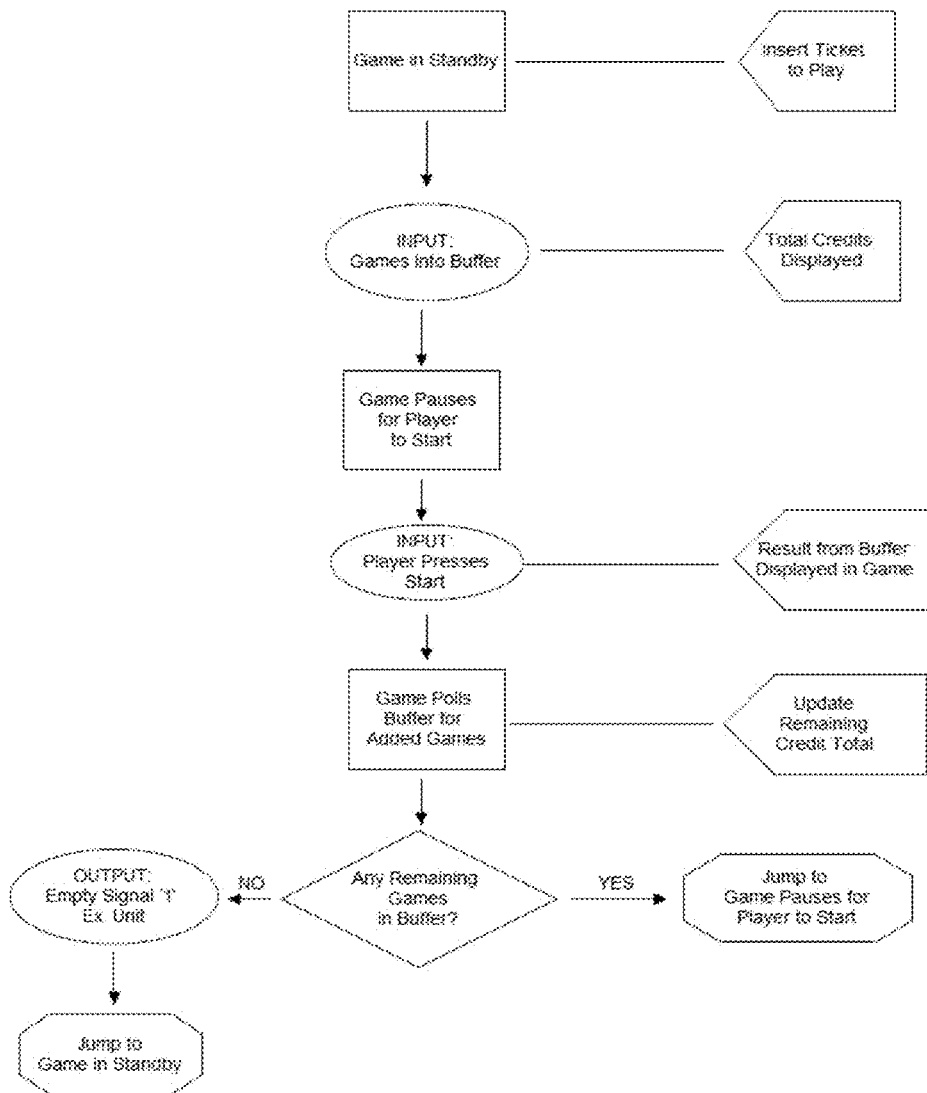 Game in Standby
Insert Ticket
to Play
INPUT:
Games into Buffer
Total Credits
Displayed
Game Pauses
for Player
to Start
INPUT:
Player Presses
Start
Result from Buffer
Displayed in Game
Game Polls
Buffer for
Added Games
Update
Remaining
Credit Total
OUTPUT:
Empty Signal
Ex. Unit
NO
Any Remaining
Games
in Buffer?
YES
Jump to
Game Pauses for
Player to Start
Jump to
Game in Standby